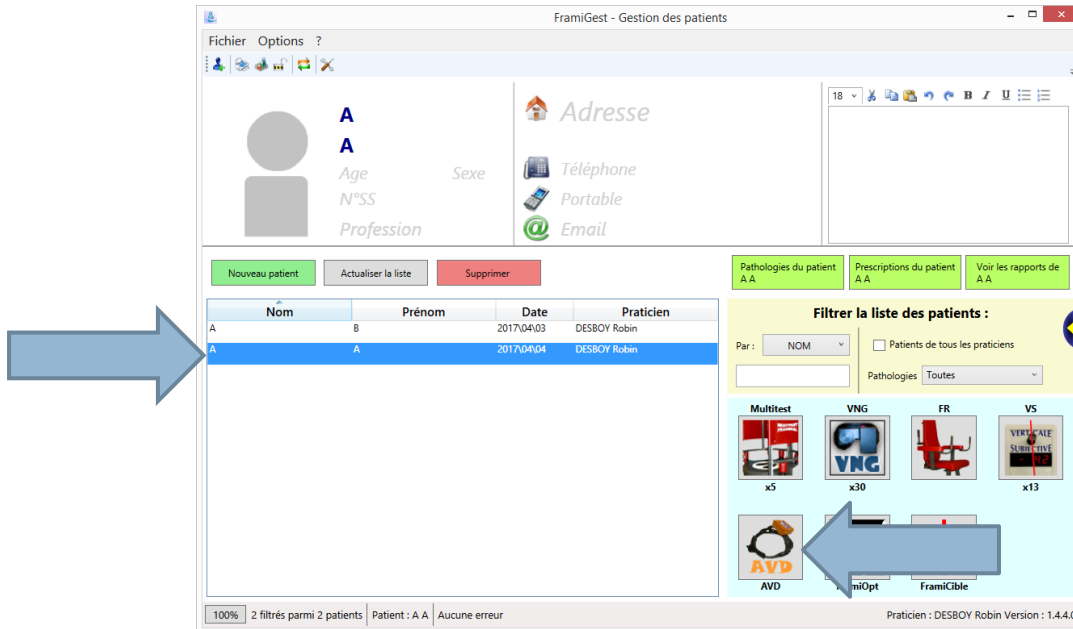 FramiGest - Gestion des patients
Fichier Options ?
A
A
Age Sexe
N°SS
Profession
Adresse
Téléphone
Portable
Email
18 B I U
Nouveau patient Actualiser la liste Supprimer
Pathologies du patient
A A
Prescriptions du patient
A A
Voir les rapports de
A A
Nom Prénom Date Praticien
A B 2017\04\03 DESBOY Robin
A A 2017\04\04 DESBOY Robin
Filtrer la liste des patients :
Par : NOM Patients de tous les praticiens
Pathologies Toutes
Multitest VNG FR VS
VNG
VERTICALE
SUBJECTIVE
x5 x30 x13
AVD
AVD FramiCible
100% 2 filtrés parmi 2 patients Patient : A A Aucune erreur Praticien : DESBOY Robin Version : 1.4.4.0